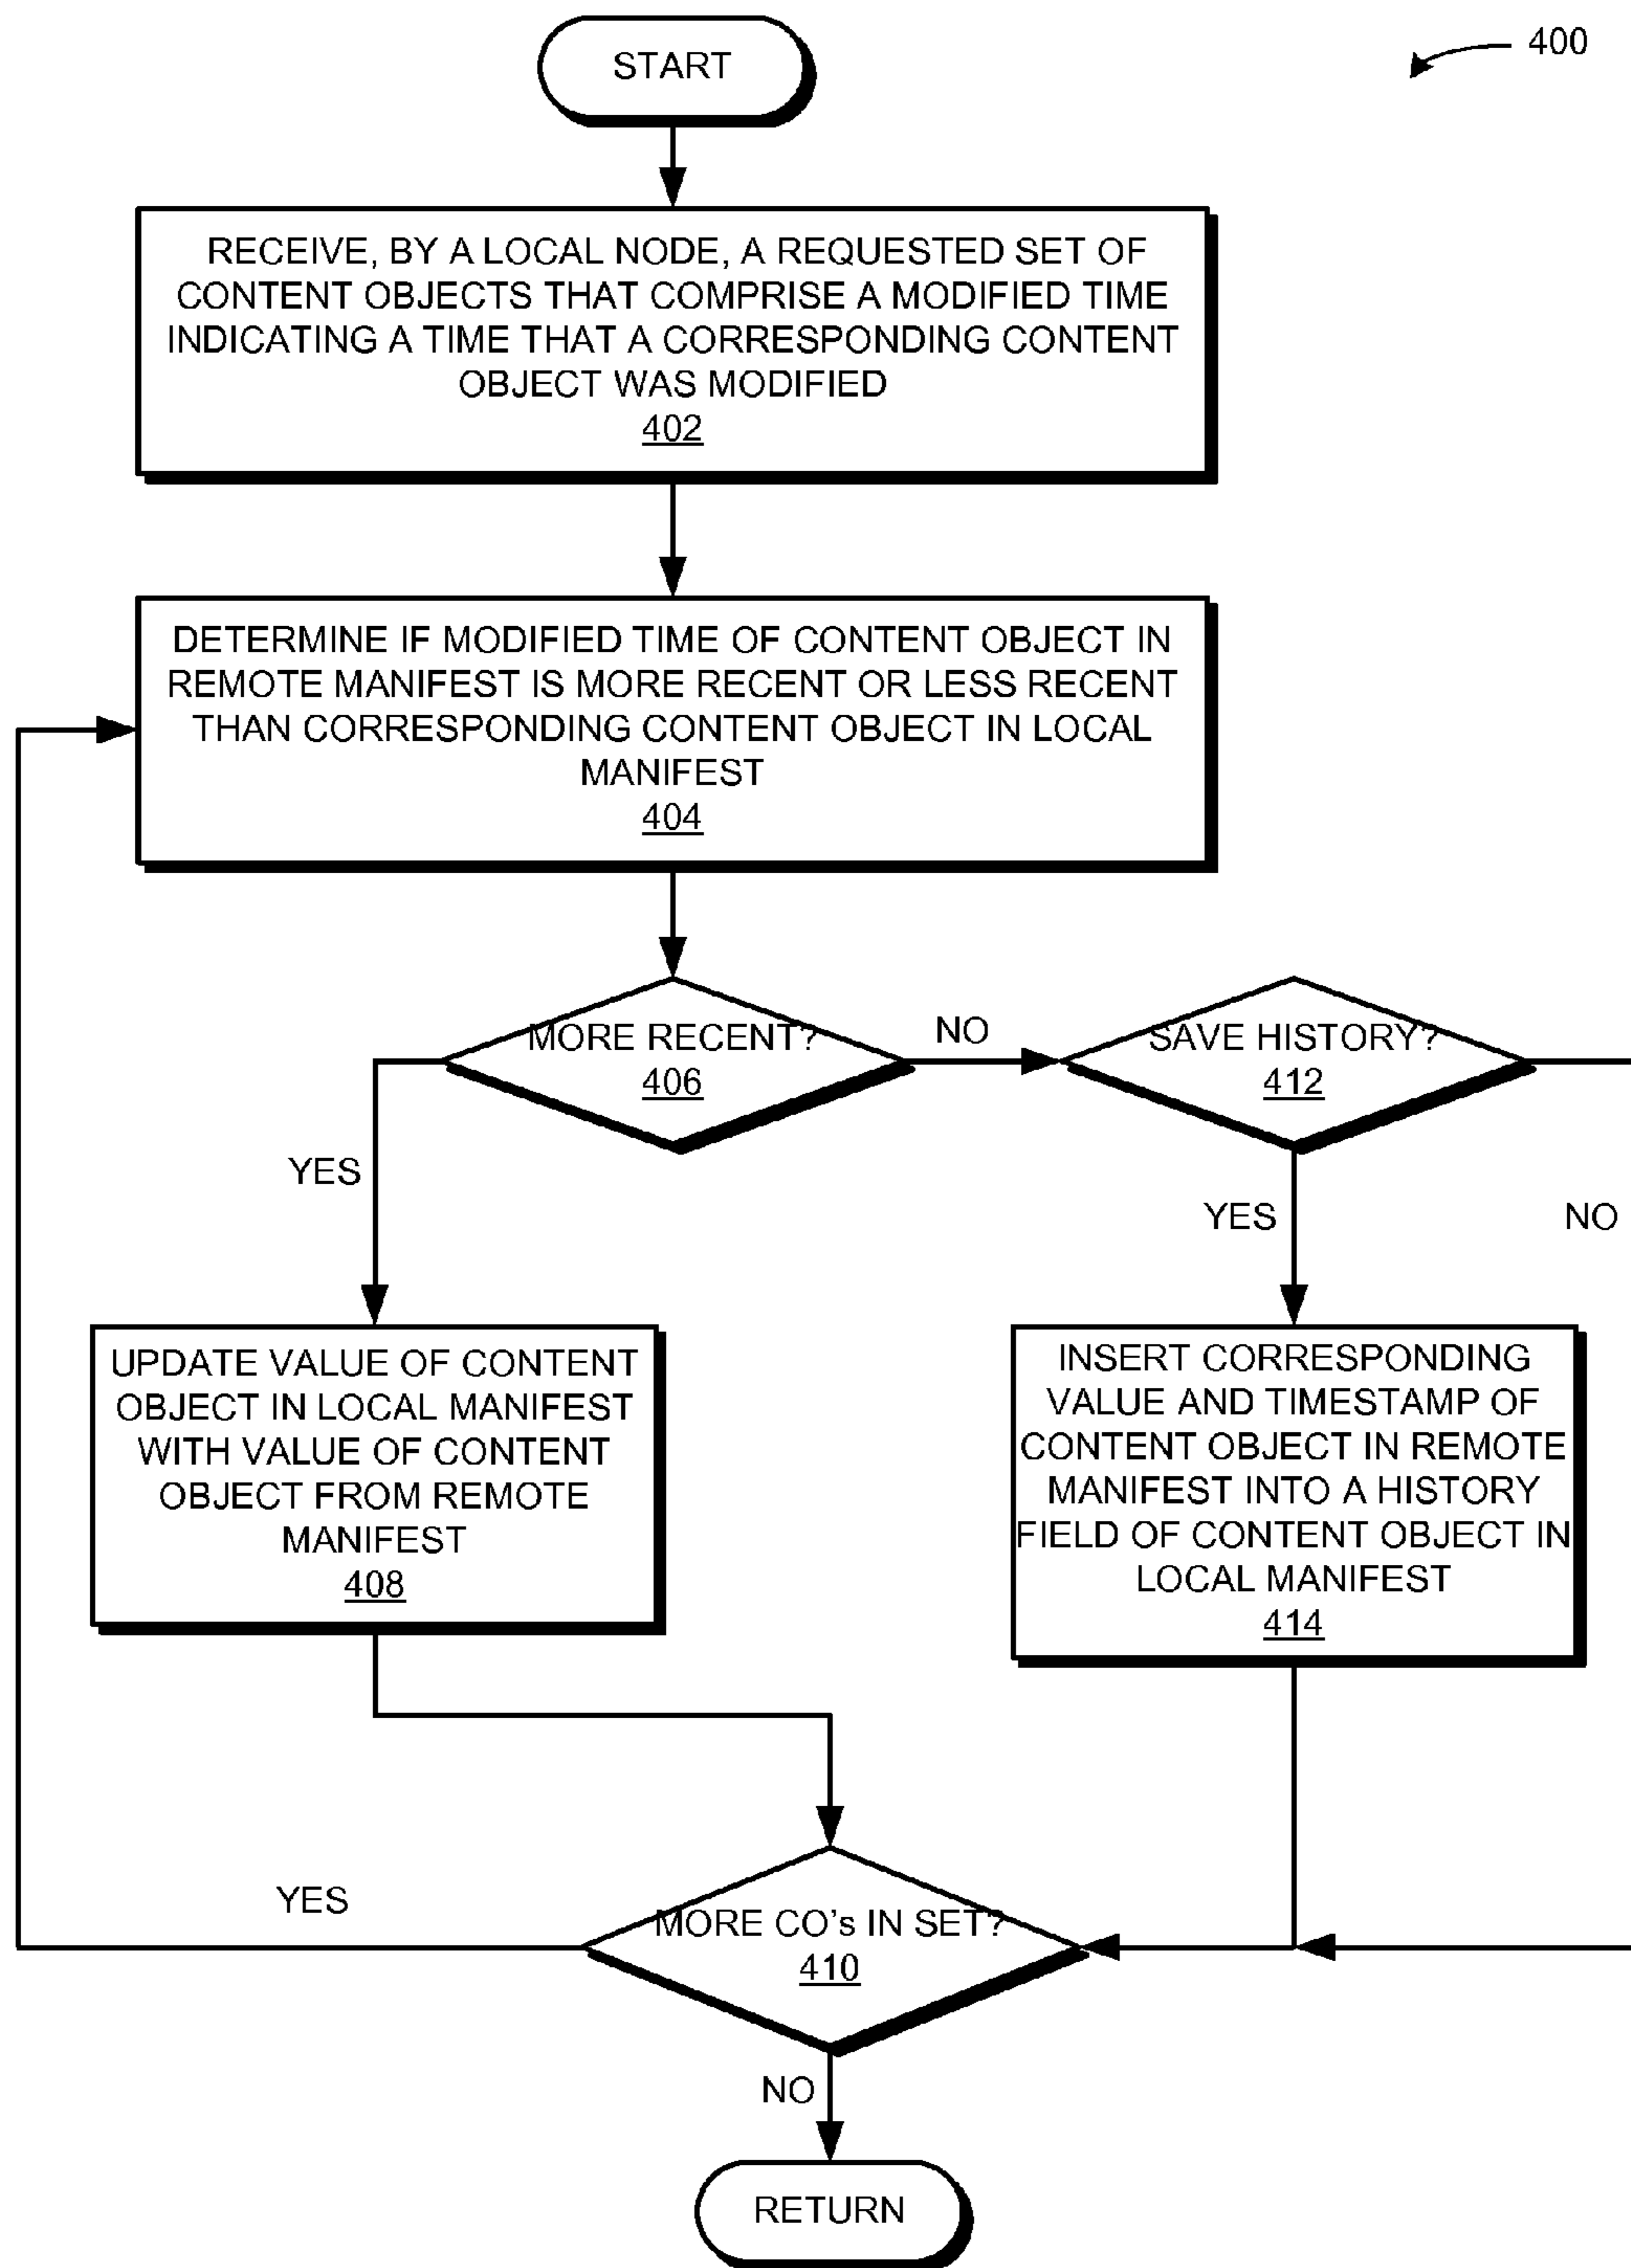 START
400
RECEIVE, BY A LOCAL NODE, A REQUESTED SET OF
CONTENT OBJECTS THAT COMPRISE A MODIFIED TIME
INDICATING A TIME THAT A CORRESPONDING CONTENT
OBJECT WAS MODIFIED
402
DETERMINE IF MODIFIED TIME OF CONTENT OBJECT IN
REMOTE MANIFEST IS MORE RECENT OR LESS RECENT
THAN CORRESPONDING CONTENT OBJECT IN LOCAL
MANIFEST
404
MORE RECENT?
406
NO
SAVE HISTORY?
412
YES
YES
NO
UPDATE VALUE OF CONTENT
OBJECT IN LOCAL MANIFEST
WITH VALUE OF CONTENT
OBJECT FROM REMOTE
MANIFEST
408
INSERT CORRESPONDING
VALUE AND TIMESTAMP OF
CONTENT OBJECT IN REMOTE
MANIFEST INTO A HISTORY
FIELD OF CONTENT OBJECT IN
LOCAL MANIFEST
414
YES
MORE CO's IN SET?
410
NO
RETURN